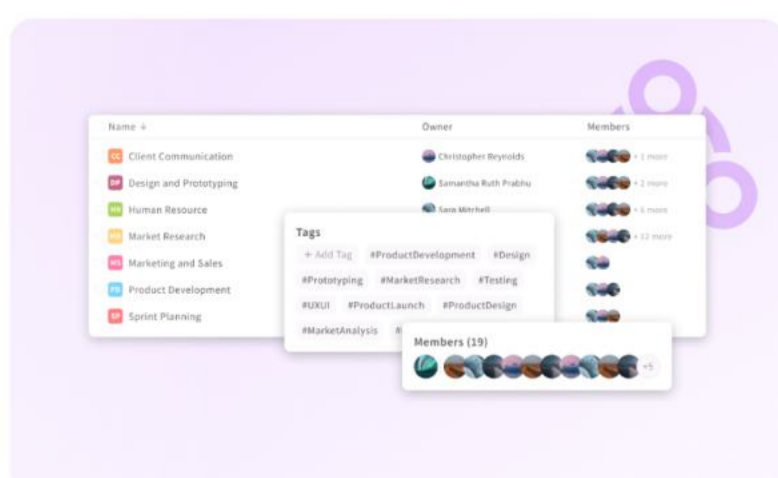 Name ↓ Owner Members
CC Client Communication Christopher Reynolds + 1 more
DP Design and Prototyping Samantha Ruth Prabhu + 2 more
HR Human Resource Sara Mitchell + 6 more
Market Research + 12 more
MS Marketing and Sales
PD Product Development
SP Sprint Planning
Tags
+ Add Tag #ProductDevelopment #Design
#Prototyping #MarketResearch #Testing
#UXUI #ProductLaunch #ProductDesign
#MarketAnalysis #
Members (19)
+5